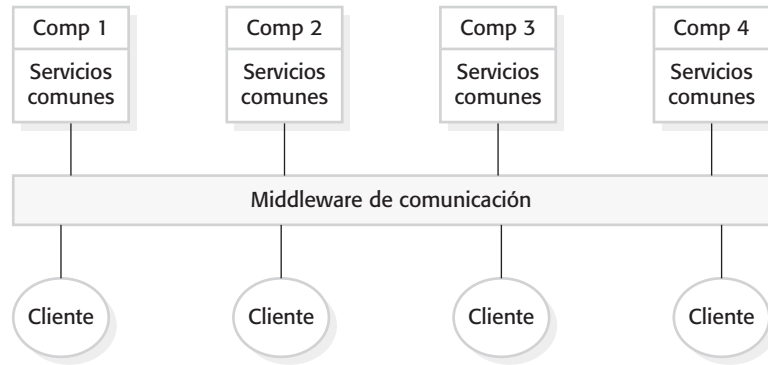 Comp 1
Servicios
comunes
Comp 2
Servicios
comunes
Comp 3
Servicios
comunes
Comp 4
Servicios
comunes
Middleware de comunicación
Cliente
Cliente
Cliente
Cliente